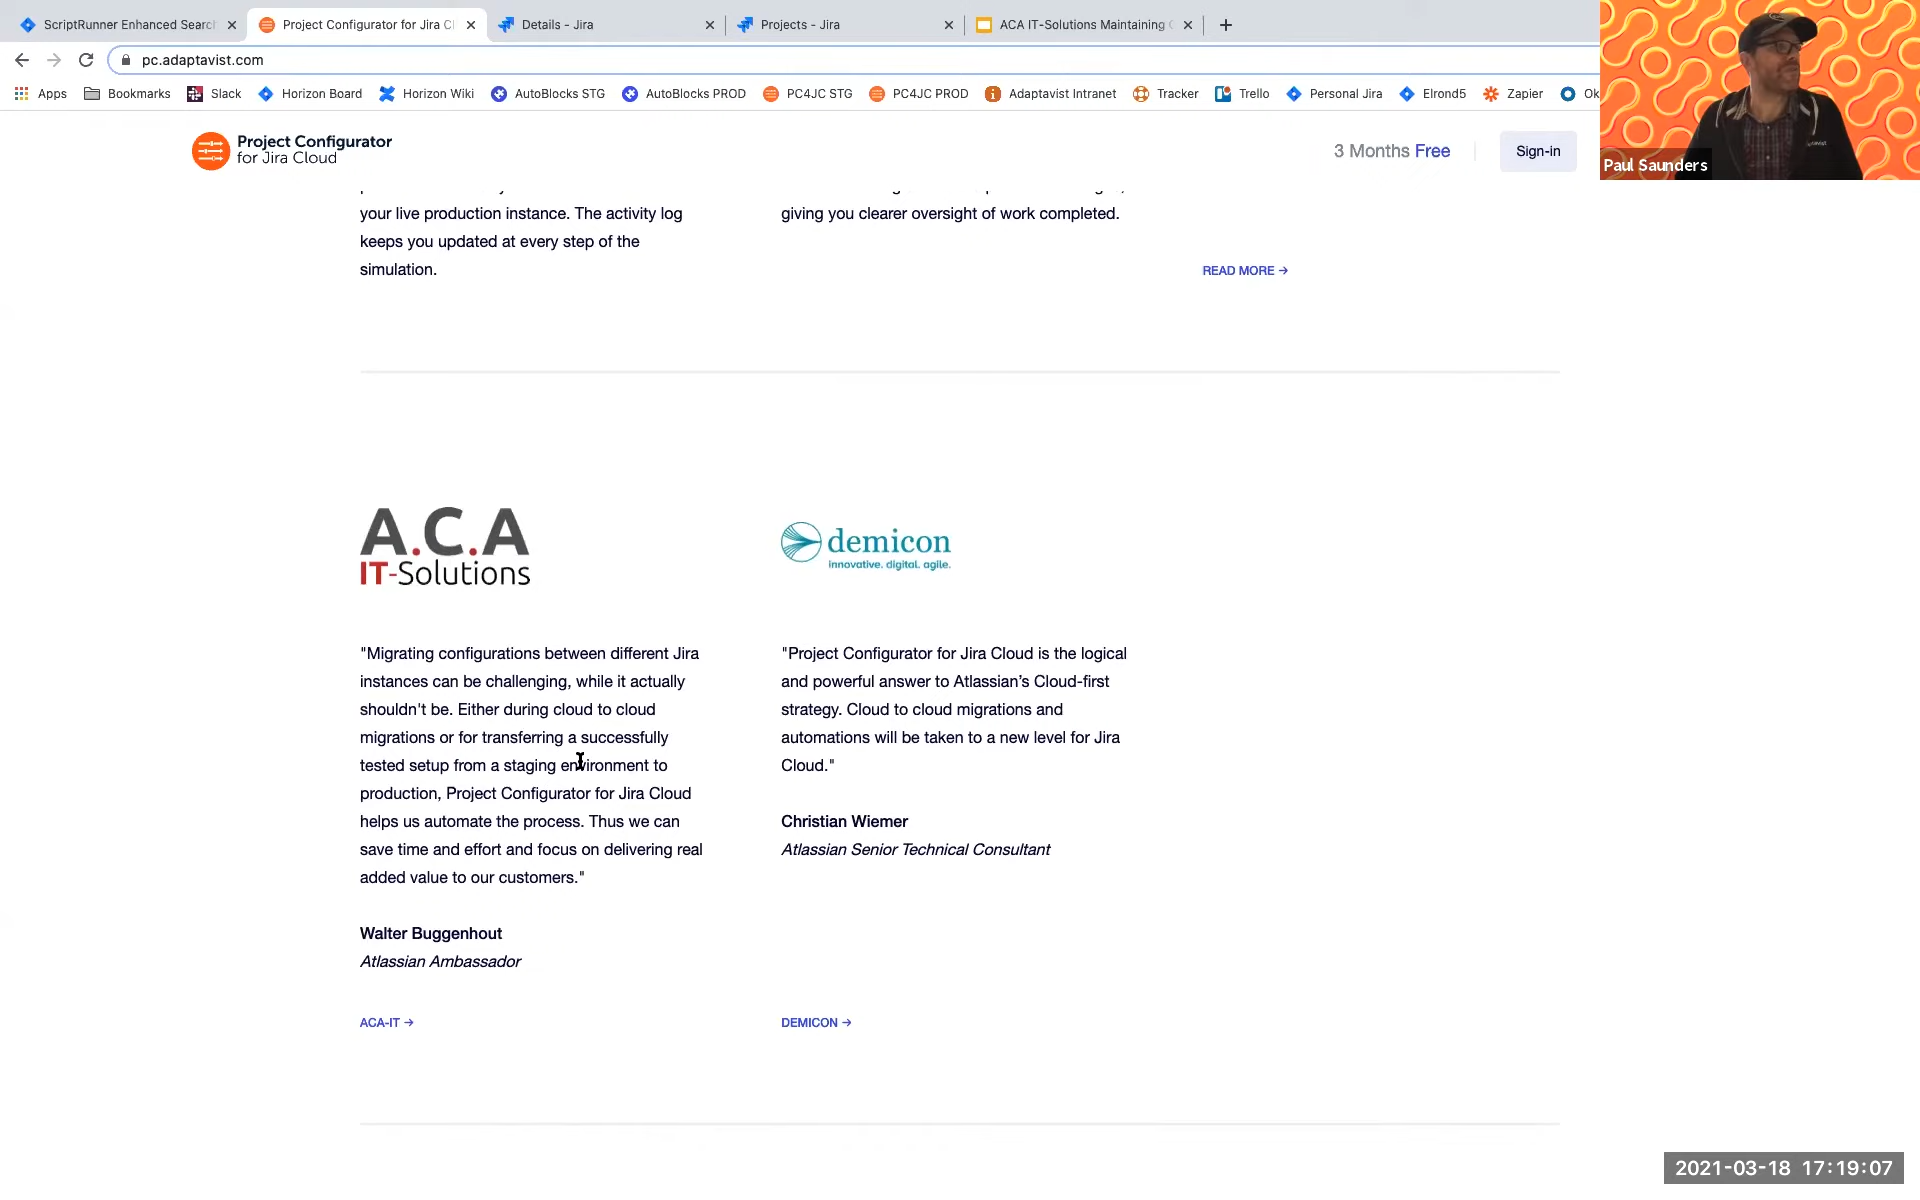 ScriptRunner Enhanced Search
Project Configurator for Jira Cl
Details - Jira
Projects - Jira
ACA IT-Solutions Maintaining
pc.adaptavist.com
Apps
Bookmarks
Slack
Horizon Board
Horizon Wiki
AutoBlocks STG
AutoBlocks PROD
PC4JC STG
PC4JC PROD
Adaptavist Intranet
Tracker
Trello
Personal Jira
Elrond5
Zapier
Ok
Project Configurator
for Jira Cloud
3 Months Free
Sign-in
Paul Saunders
your live production instance. The activity log
keeps you updated at every step of the
simulation.
giving you clearer oversight of work completed.
READ MORE →
A.C.A
IT-Solutions
"Migrating configurations between different Jira
instances can be challenging, while it actually
shouldn't be. Either during cloud to cloud
migrations or for transferring a successfully
tested setup from a staging environment to
production, Project Configurator for Jira Cloud
helps us automate the process. Thus we can
save time and effort and focus on delivering real
added value to our customers."
Walter Buggenhout
Atlassian Ambassador
ACA-IT →
demicon
innovative. digital. agile.
"Project Configurator for Jira Cloud is the logical
and powerful answer to Atlassian’s Cloud-first
strategy. Cloud to cloud migrations and
automations will be taken to a new level for Jira
Cloud."
Christian Wiemer
Atlassian Senior Technical Consultant
DEMICON →
2021-03-18 17:19:07